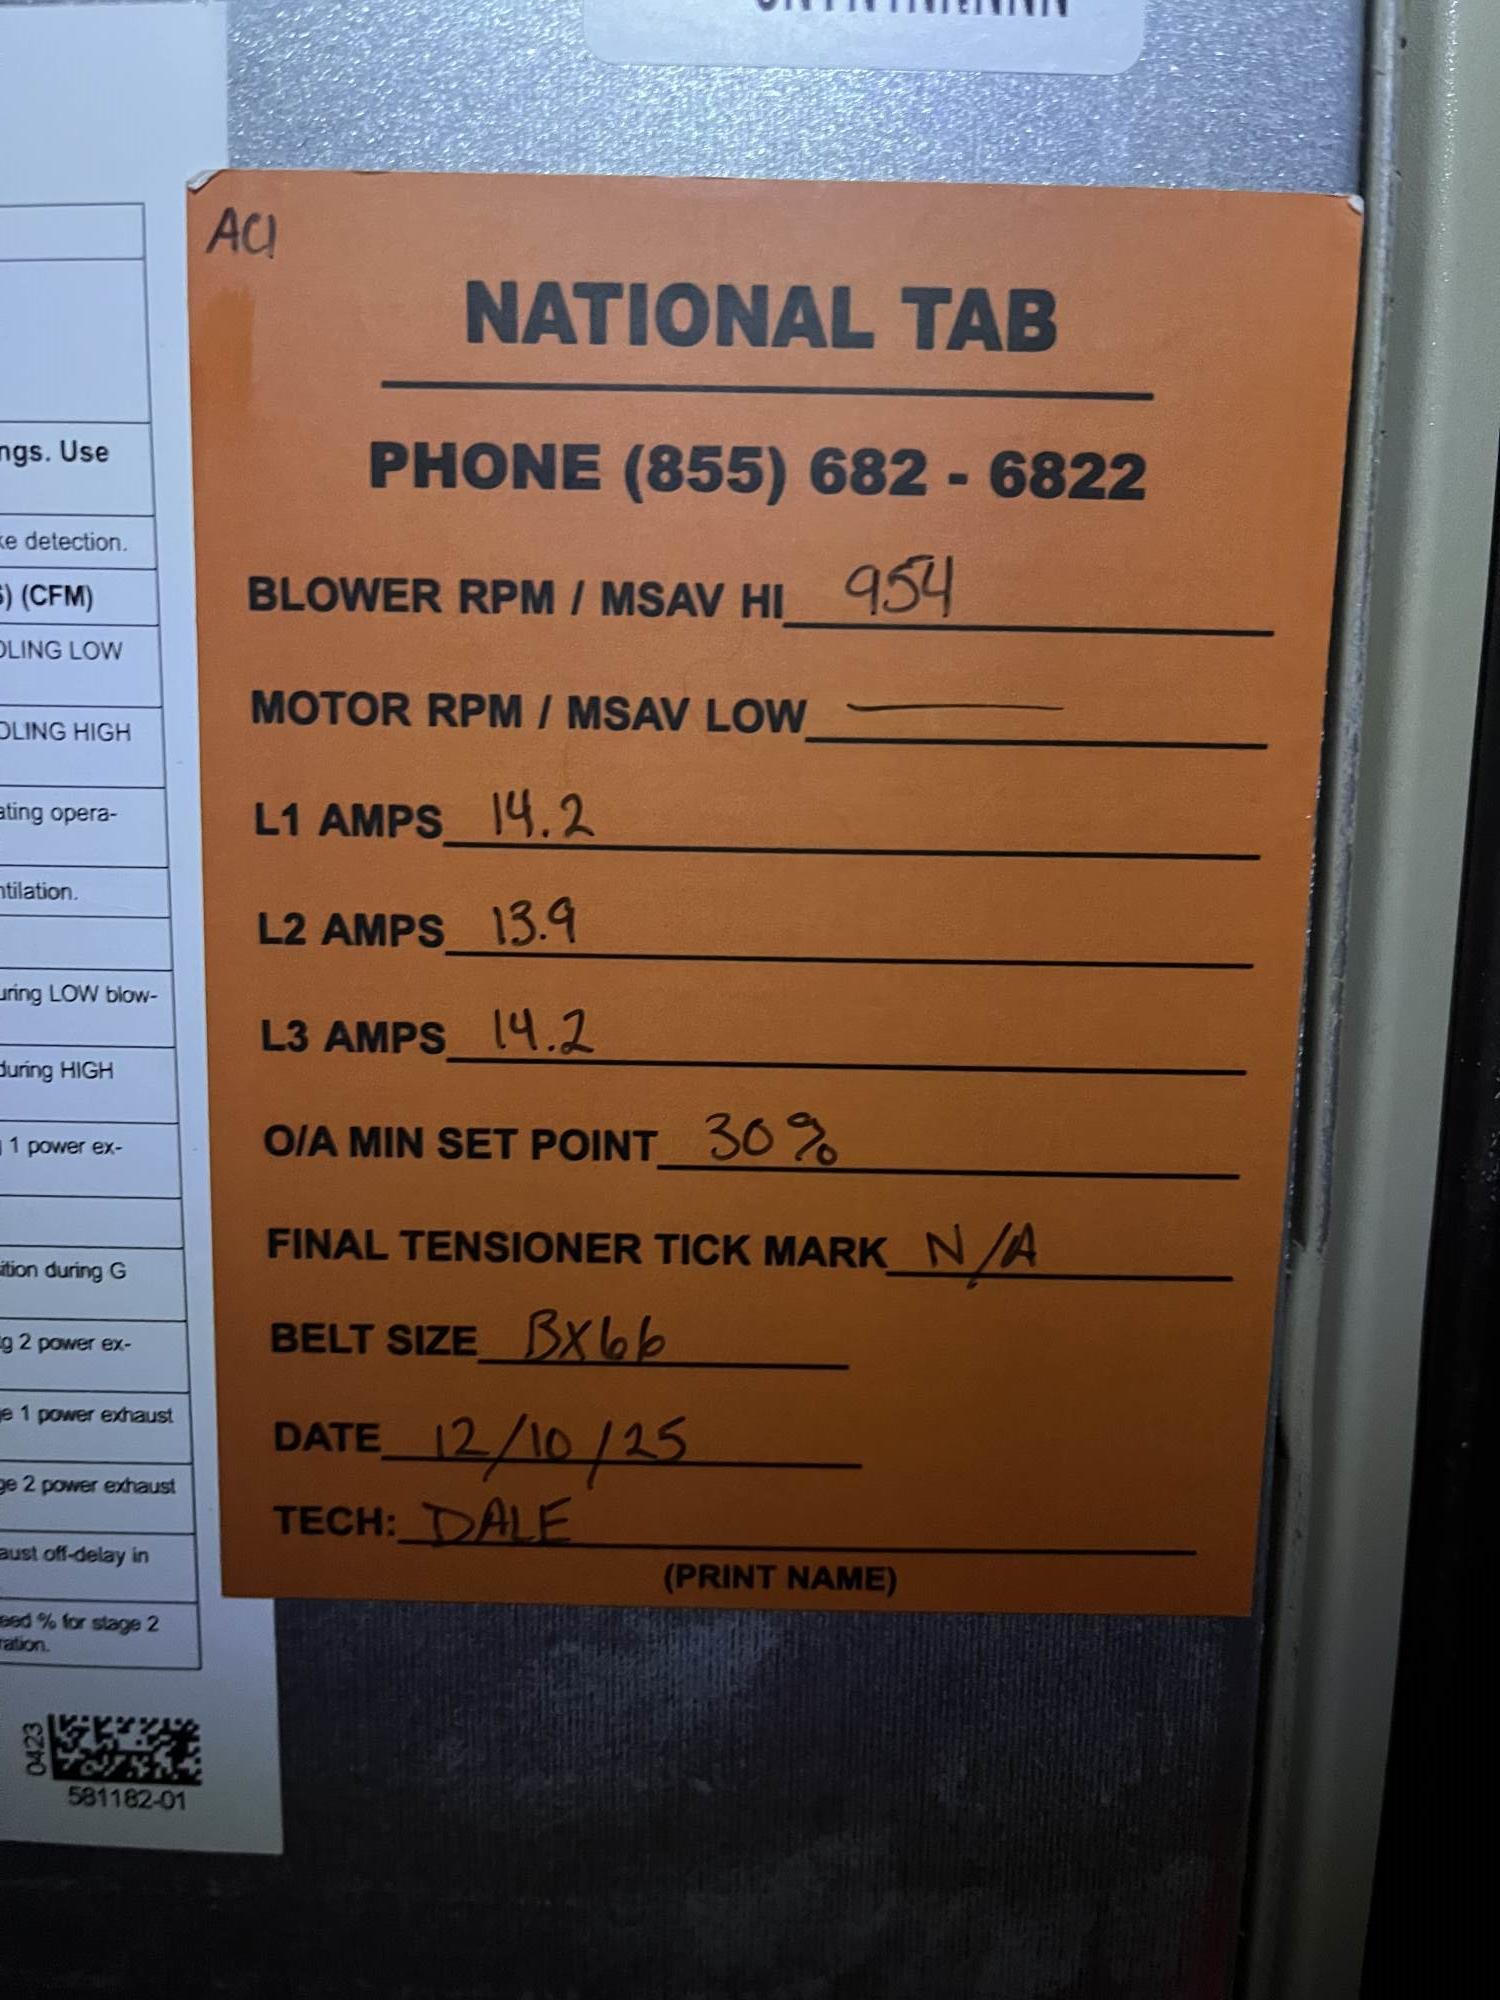 AC1
NATIONAL TAB
PHONE (855) 682 - 6822
BLOWER RPM / MSAV HI 954
MOTOR RPM / MSAV LOW —
L1 AMPS 14.2
L2 AMPS 13.9
L3 AMPS 14.2
O/A MIN SET POINT 30%
FINAL TENSIONER TICK MARK N/A
BELT SIZE BX66
DATE 12/10/25
TECH: DALE
(PRINT NAME)
ngs. Use
ke detection.
) (CFM)
OLING LOW
OLING HIGH
ating opera-
ntilation.
uring LOW blow-
during HIGH
1 power ex-
ition during G
g 2 power ex-
e 1 power exhaust
ge 2 power exhaust
aust off-delay in
eed % for stage 2
ration.
0423
581182-01